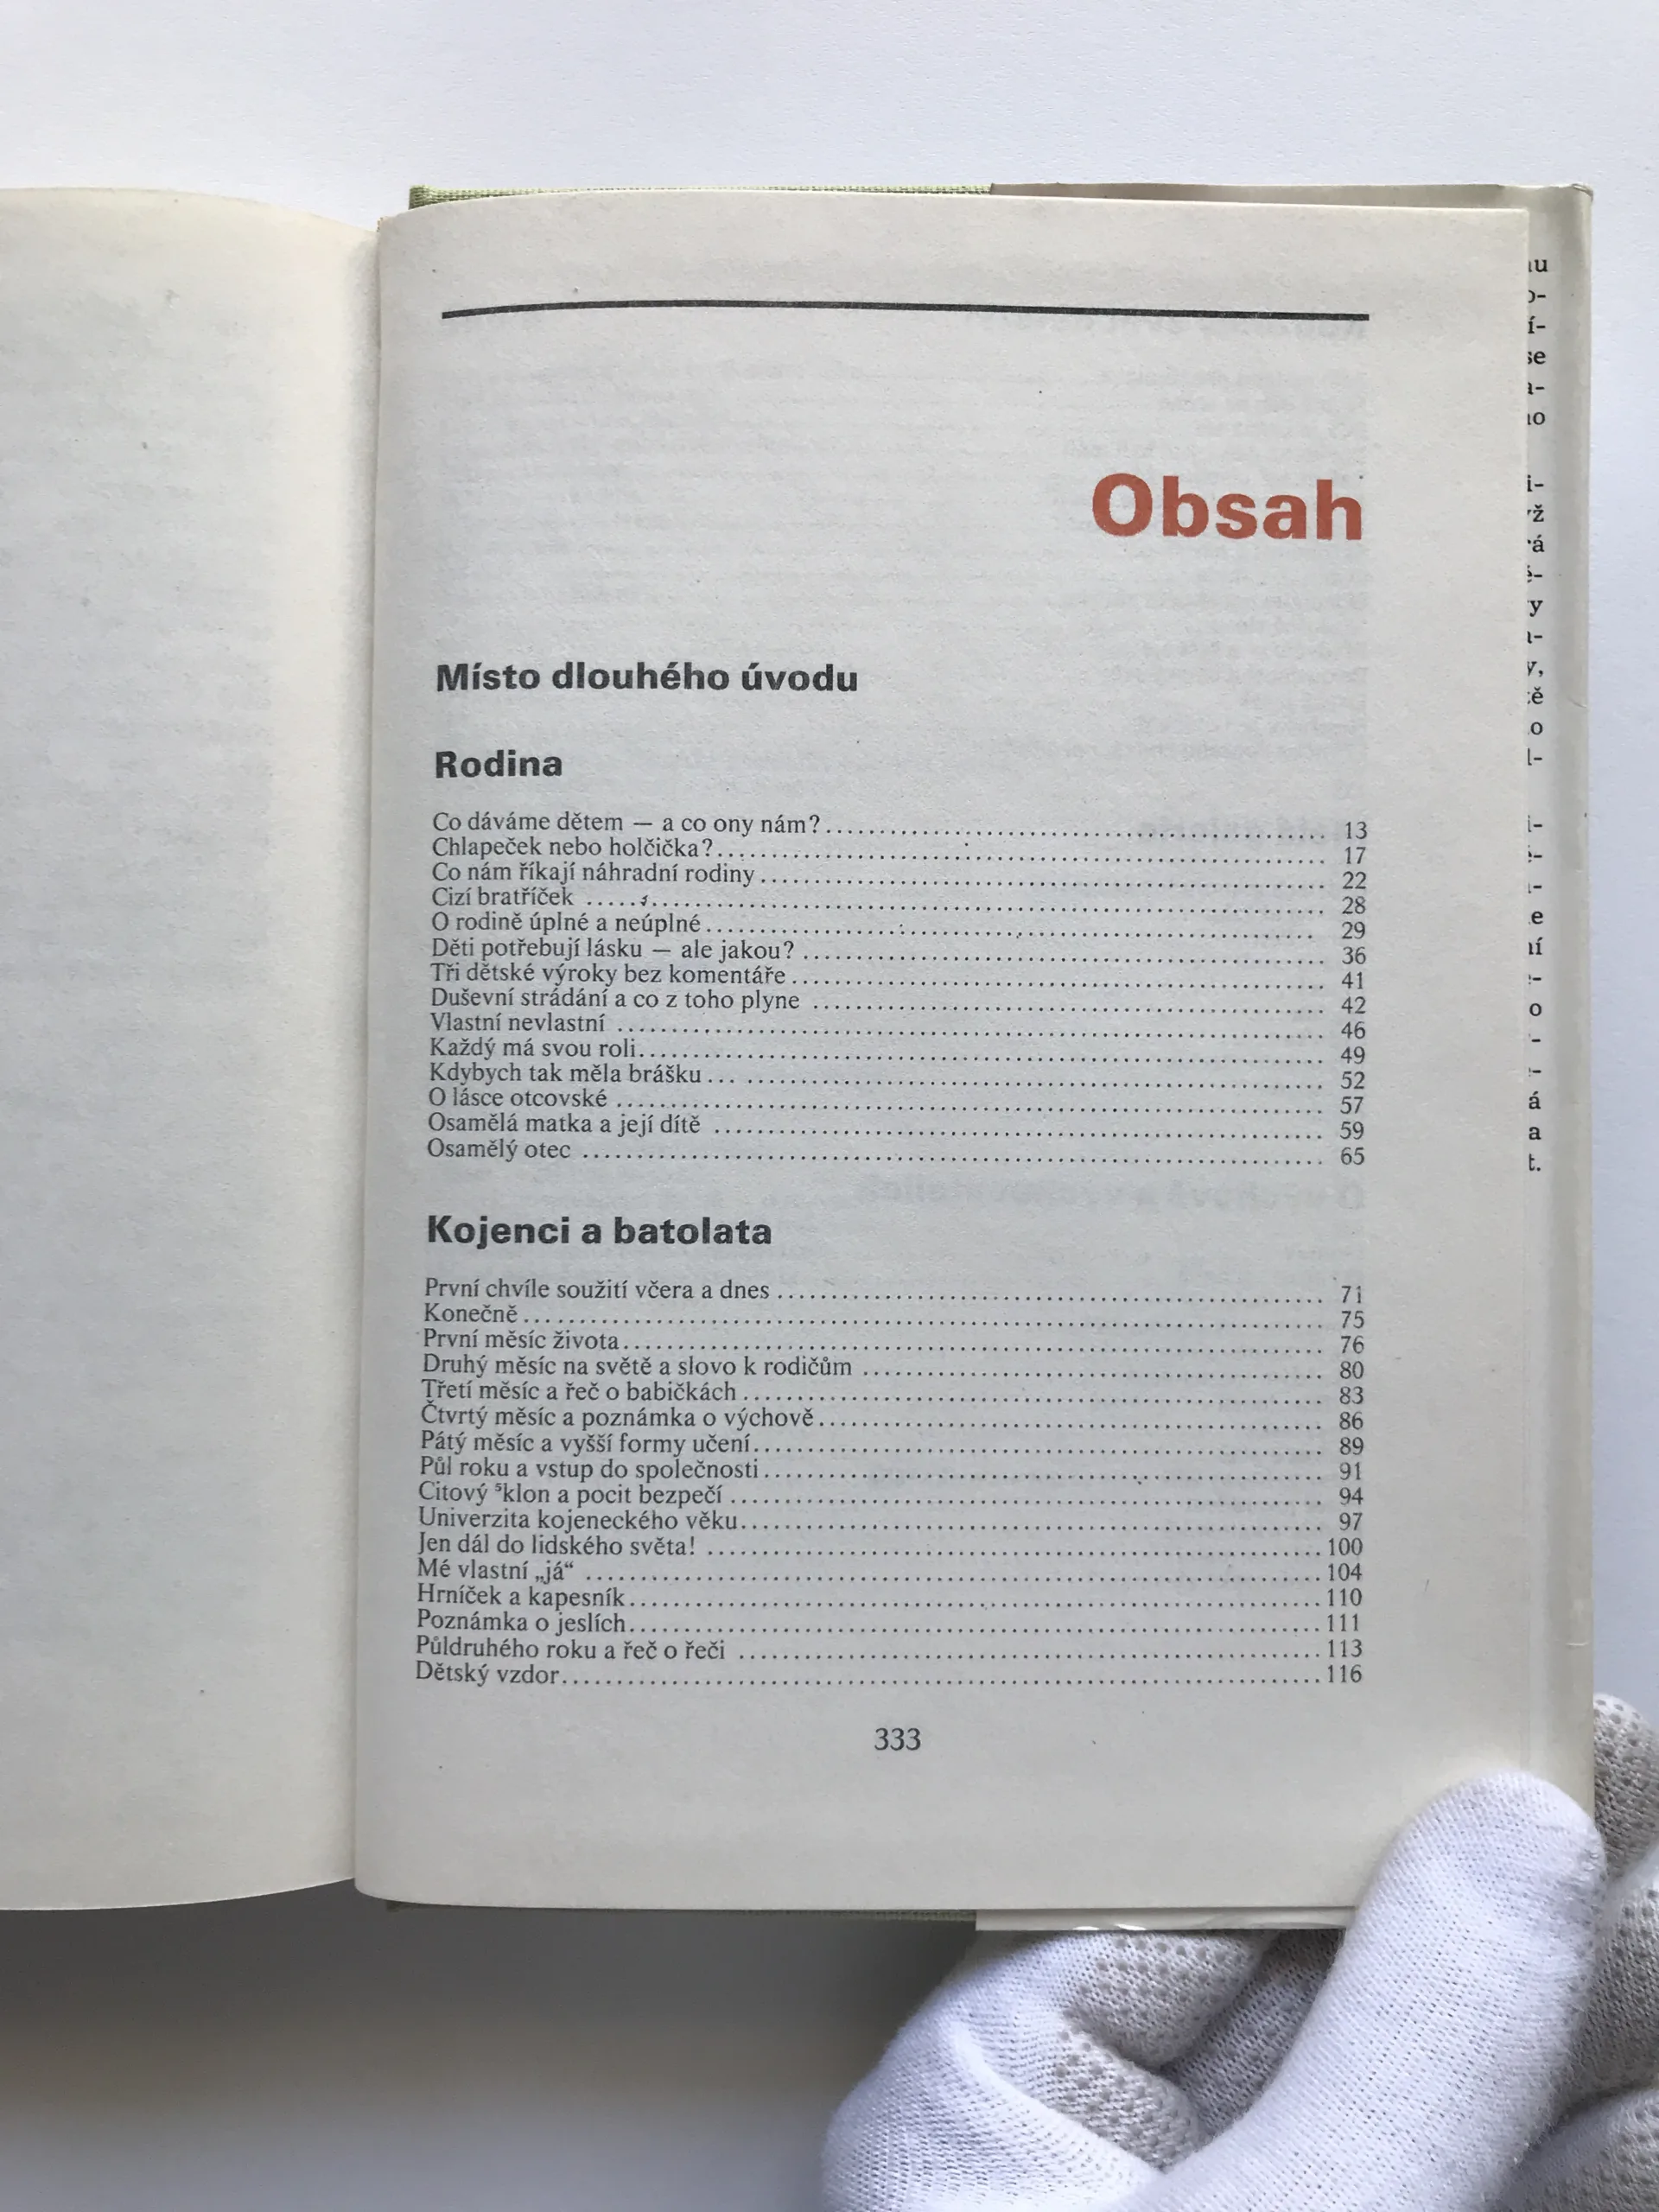 Obsah
Místo dlouhého úvodu
Rodina
Co dáváme dětem — a co ony nám? 13
Chlapeček nebo holčička? 17
Co nám říkají náhradní rodiny 22
Cizí bratříček 28
O rodině úplné a neúplné 29
Děti potřebují lásku — ale jakou? 36
Tři dětské výroky bez komentáře 41
Duševní strádání a co z toho plyne 42
Vlastní nevlastní 46
Každý má svou roli 49
Kdybych tak měla brášku 52
O lásce otcovské 57
Osamělá matka a její dítě 59
Osamělý otec 65
Kojenci a batolata
První chvíle soužití včera a dnes 71
Konečně 75
První měsíc života 76
Druhý měsíc na světě a slovo k rodičům 80
Třetí měsíc a řeč o babičkách 83
Čtvrtý měsíc a poznámka o výchově 86
Pátý měsíc a vyšší formy učení 89
Půl roku a vstup do společnosti 91
Citový sklon a pocit bezpečí 94
Univerzita kojeneckého věku 97
Jen dál do lidského světa! 100
Mé vlastní „já“ 104
Hrníček a kapesník 110
Poznámka o jeslích 111
Půldruhého roku a řeč o řeči 113
Dětský vzdor 116
333